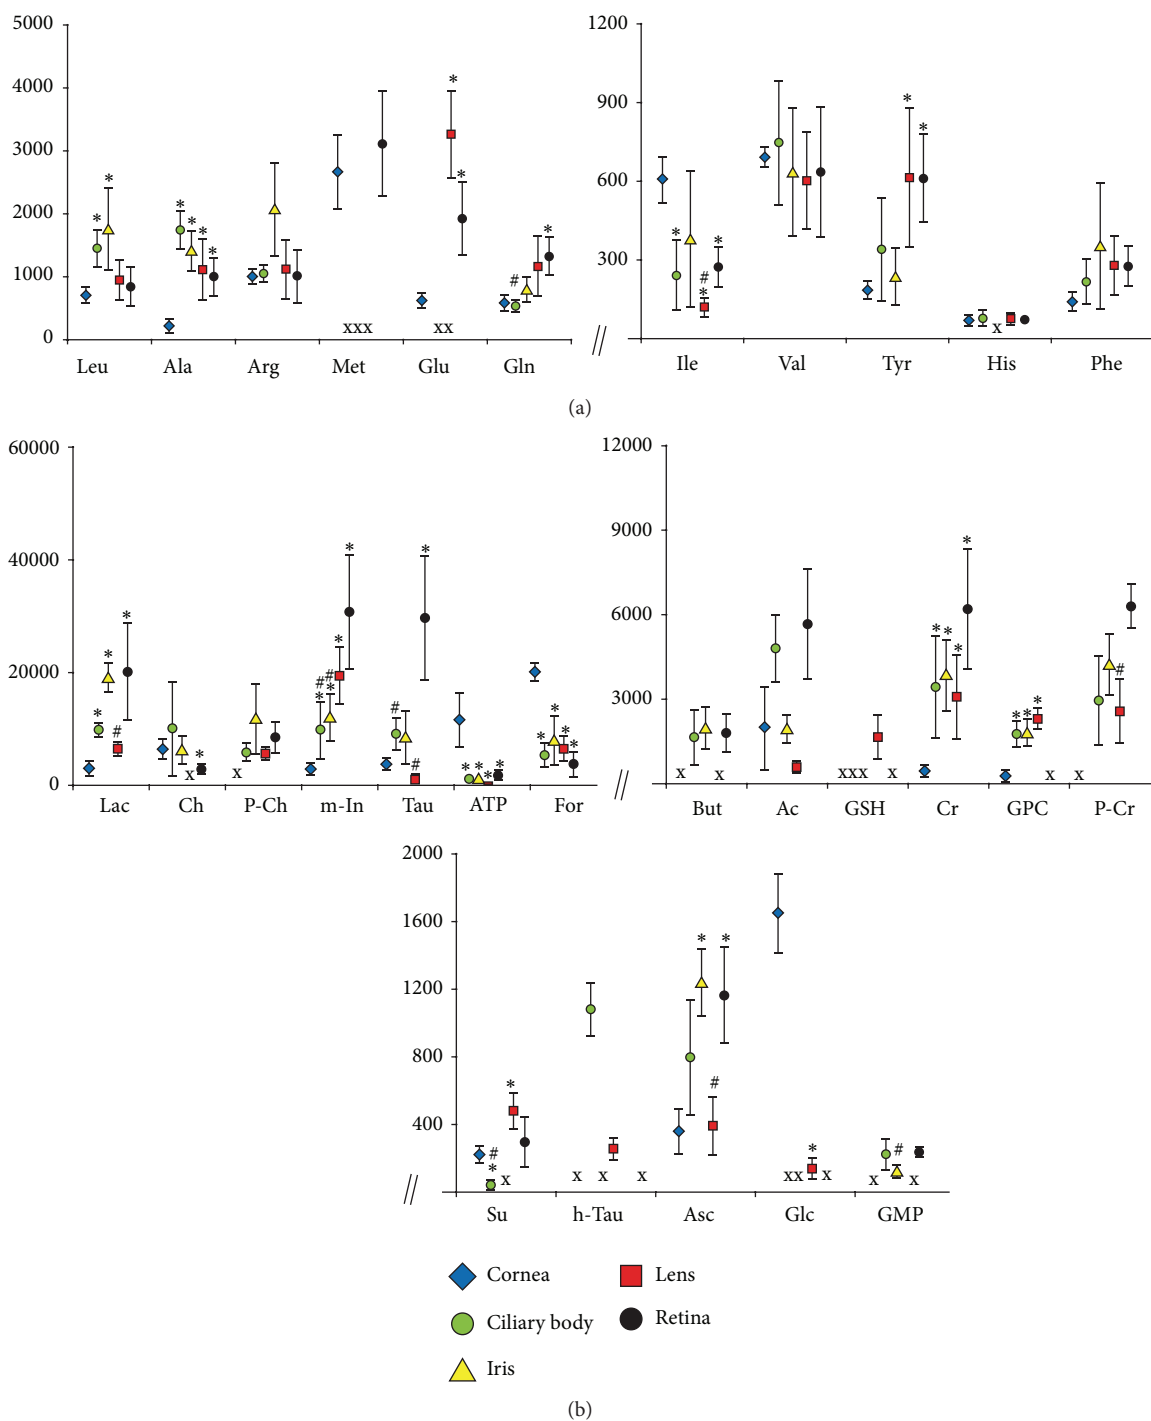 5000
4000
3000
2000
1000
0
* * * * * * * * * # *
xxx xx
Leu Ala Arg Met Glu Gln
1200
900
600
300
* # * * * *
x
Ile Val Tyr His Phe
//
(a)
60000
40000
20000
0
* * * # * # * # * * * # # * * * * * * * * *
x x
Lac Ch P-Ch m-In Tau ATP For
12000
9000
6000
3000
* * * * * * * #
x x xxx x x x
But Ac GSH Cr GPC P-Cr
//
2000
1600
1200
800
400
# * * * * # * #
x x x x xx x x x
Su h-Tau Asc Glc GMP
//
Cornea Lens
Ciliary body Retina
Iris
(b)